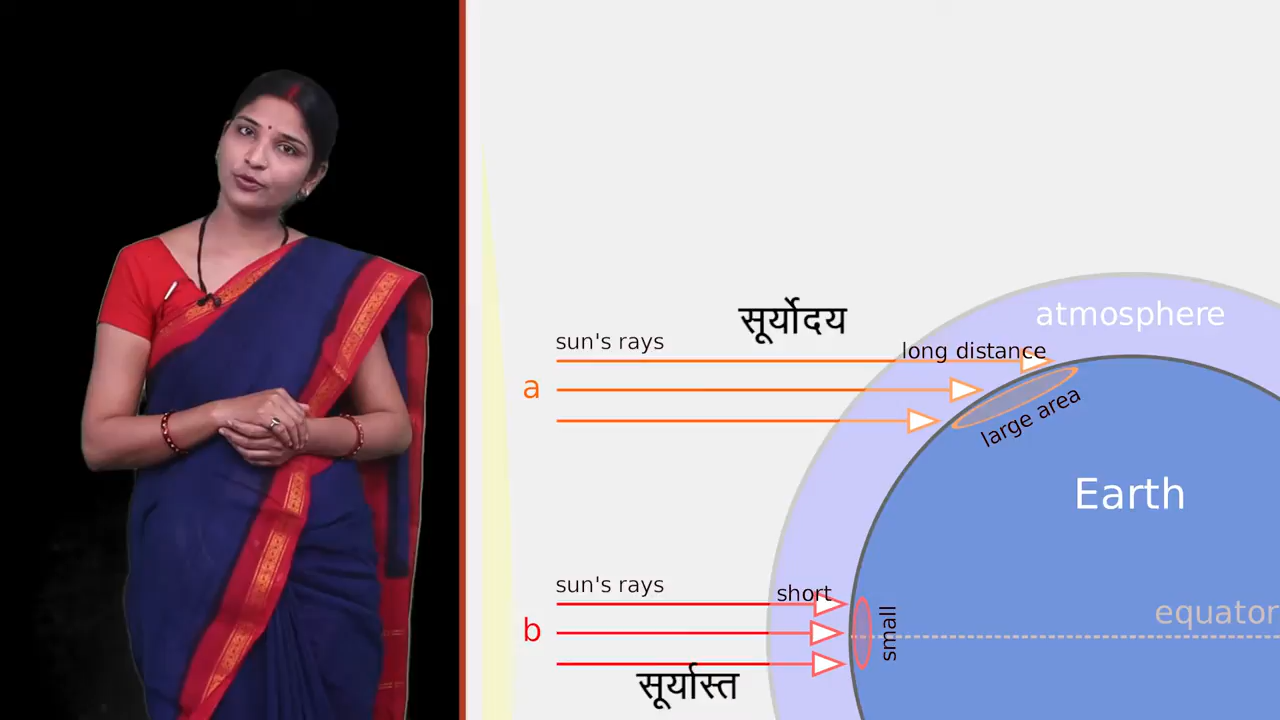 सूर्योदय
sun's rays
long distance
atmosphere
a
large area
Earth
sun's rays
short
b
small
equator
सूर्यास्त